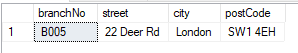 branchNo street city postCode
1 B005 22 Deer Rd London SW1 4EH